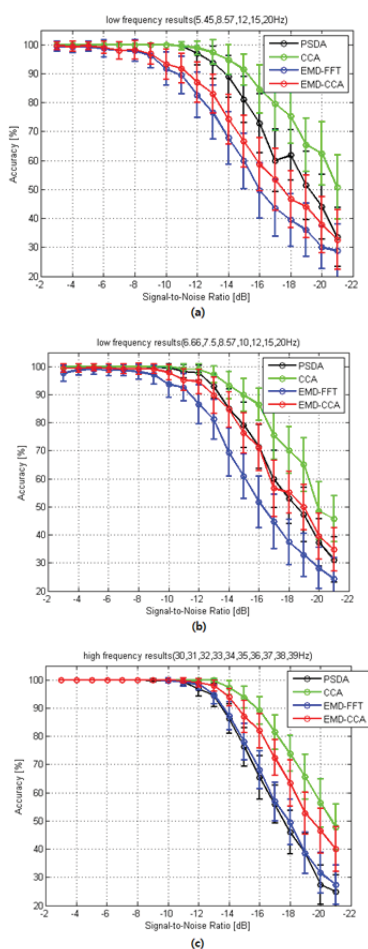 low frequency results(5.45,8.57,12,15,20Hz)
PSDA
CCA
EMD-FFT
EMD-CCA
Accuracy [%]
100
90
80
70
60
50
40
30
20
-2 -3 -4 -6 -8 -10 -12 -14 -16 -18 -20 -22
Signal-to-Noise Ratio [dB]
(a)
low frequency results(6.66,7.5,8.57,10,12,15,20Hz)
PSDA
CCA
EMD-FFT
EMD-CCA
Accuracy [%]
100
90
80
70
60
50
40
30
20
-2 -3 -4 -6 -8 -10 -11 -12 -14 -16 -18 -20 -22
Signal-to-Noise Ratio [dB]
(b)
high frequency results(30,31,32,33,34,35,36,37,38,39Hz)
PSDA
CCA
EMD-FFT
EMD-CCA
Accuracy [%]
100
90
80
70
60
50
40
30
20
-2 -3 -4 -6 -8 -10 -11 -12 -14 -16 -18 -20 -22
Signal-to-Noise Ratio [dB]
(c)